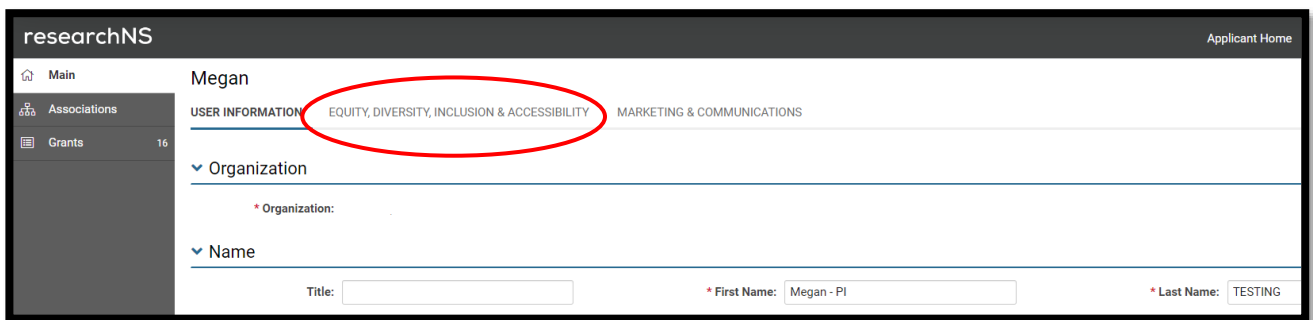 researchNS
Applicant Home
Main
Megan
Associations
USER INFORMATION EQUITY, DIVERSITY, INCLUSION & ACCESSIBILITY MARKETING & COMMUNICATIONS
Grants 16
Organization
* Organization:
Name
Title: * First Name: Megan - PI * Last Name: TESTING